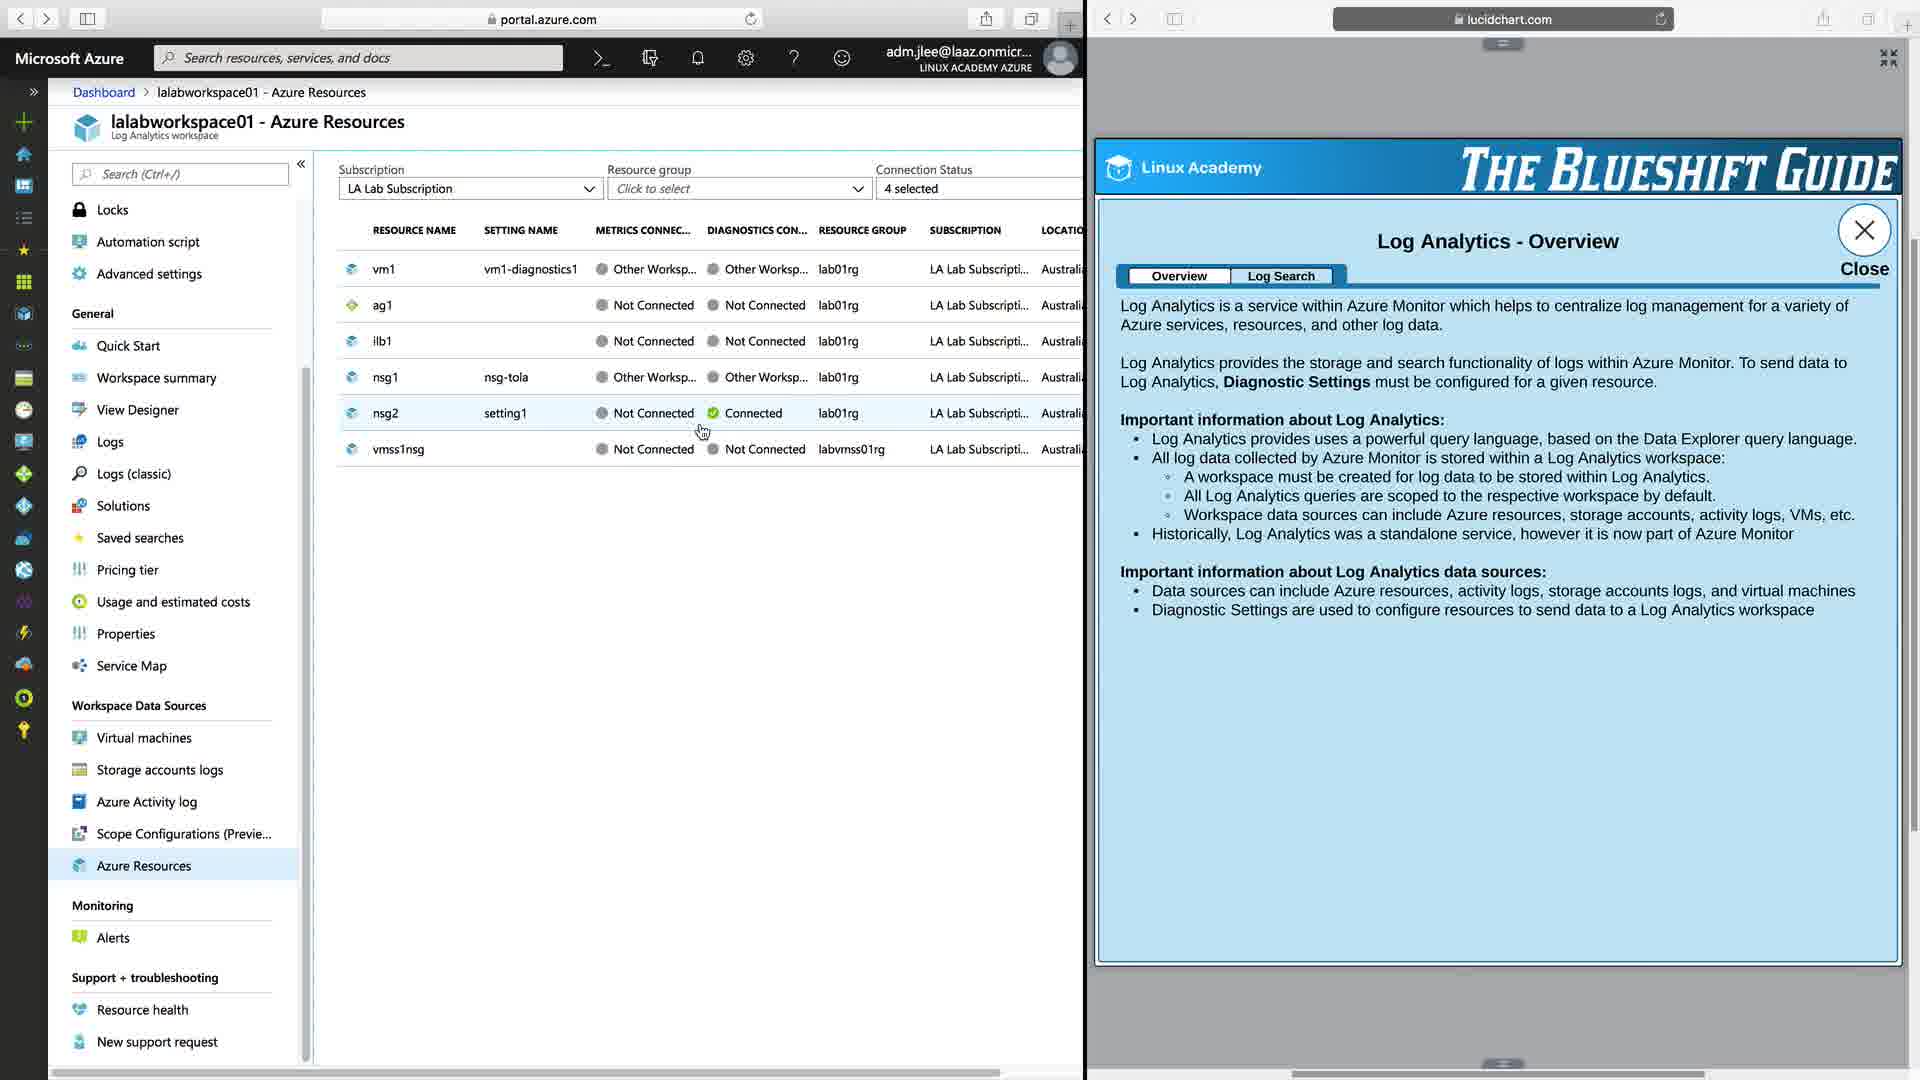 portal.azure.com
lucidchart.com
Microsoft Azure
Search resources, services, and docs
adm.jlee@laaz.onmicr...
LINUX ACADEMY AZURE
Dashboard > lalabworkspace01 - Azure Resources
lalabworkspace01 - Azure Resources
Log Analytics workspace
Search (Ctrl+/)
Locks
Automation script
Advanced settings
General
Quick Start
Workspace summary
View Designer
Logs
Logs (classic)
Solutions
Saved searches
Pricing tier
Usage and estimated costs
Properties
Service Map
Workspace Data Sources
Virtual machines
Storage accounts logs
Azure Activity log
Scope Configurations (Previe...
Azure Resources
Monitoring
Alerts
Support + troubleshooting
Resource health
New support request
Subscription Resource group Connection Status
LA Lab Subscription Click to select 4 selected
RESOURCE NAME SETTING NAME METRICS CONNEC... DIAGNOSTICS CON... RESOURCE GROUP SUBSCRIPTION LOCATIO
vm1 vm1-diagnostics1 Other Worksp... Other Worksp... lab01rg LA Lab Subscripti... Australi
ag1 Not Connected Not Connected lab01rg LA Lab Subscripti... Australi
ilb1 Not Connected Not Connected lab01rg LA Lab Subscripti... Australi
nsg1 nsg-tola Other Worksp... Other Worksp... lab01rg LA Lab Subscripti... Australi
nsg2 setting1 Not Connected Connected lab01rg LA Lab Subscripti... Australi
vmss1nsg Not Connected Not Connected labvmss01rg LA Lab Subscripti... Australi
Linux Academy
THE BLUESHIFT GUIDE
Log Analytics - Overview
Close
Overview Log Search
Log Analytics is a service within Azure Monitor which helps to centralize log management for a variety of
Azure services, resources, and other log data.
Log Analytics provides the storage and search functionality of logs within Azure Monitor. To send data to
Log Analytics, Diagnostic Settings must be configured for a given resource.
Important information about Log Analytics:
• Log Analytics provides uses a powerful query language, based on the Data Explorer query language.
• All log data collected by Azure Monitor is stored within a Log Analytics workspace:
◦ A workspace must be created for log data to be stored within Log Analytics.
◦ All Log Analytics queries are scoped to the respective workspace by default.
◦ Workspace data sources can include Azure resources, storage accounts, activity logs, VMs, etc.
• Historically, Log Analytics was a standalone service, however it is now part of Azure Monitor
Important information about Log Analytics data sources:
• Data sources can include Azure resources, activity logs, storage accounts logs, and virtual machines
• Diagnostic Settings are used to configure resources to send data to a Log Analytics workspace